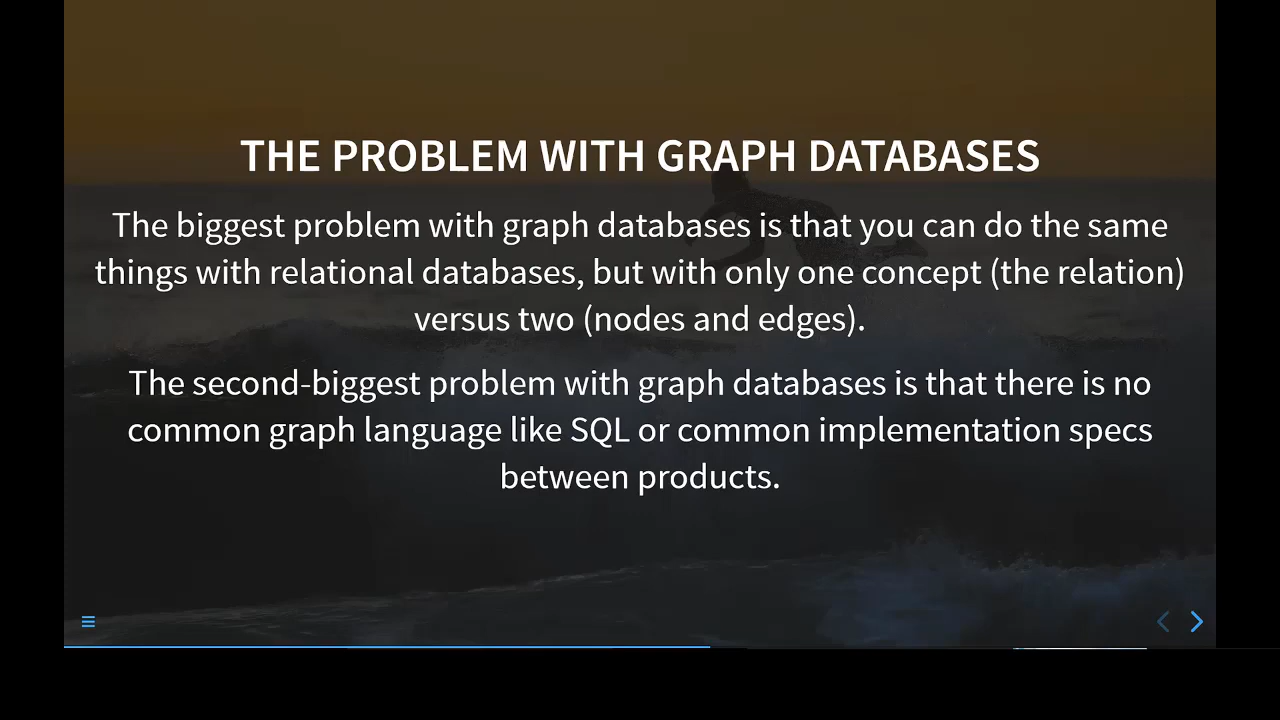 THE PROBLEM WITH GRAPH DATABASES
The biggest problem with graph databases is that you can do the same
things with relational databases, but with only one concept (the relation)
versus two (nodes and edges).
The second-biggest problem with graph databases is that there is no
common graph language like SQL or common implementation specs
between products.